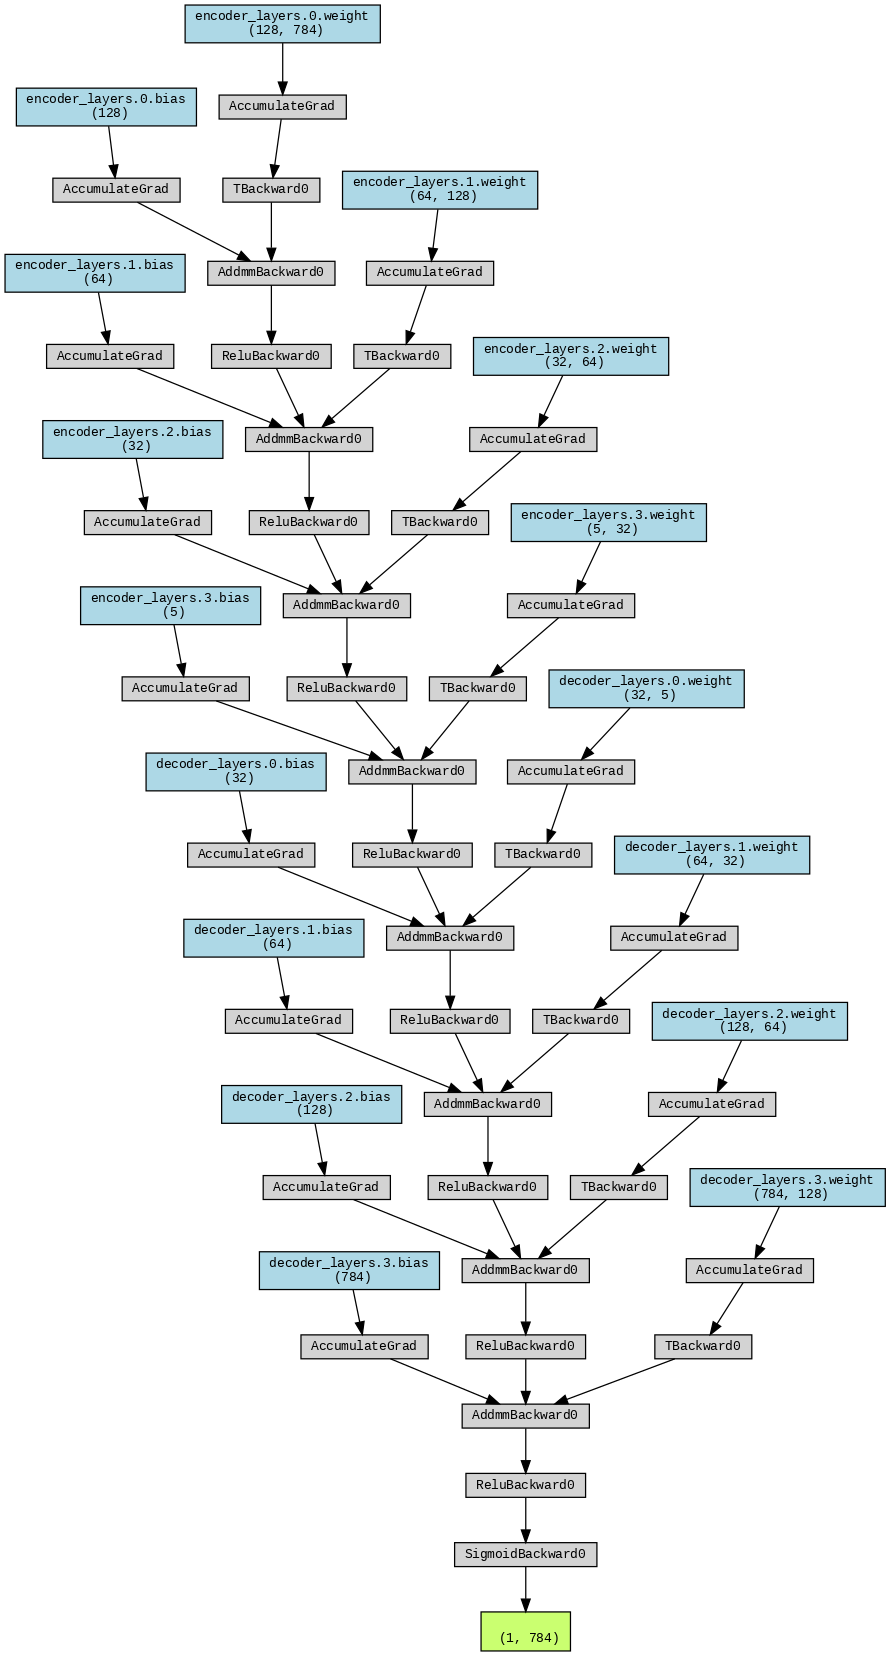 encoder_layers.0.weight
(128, 784)
encoder_layers.0.bias
(128)
AccumulateGrad
AccumulateGrad
TBackward0
encoder_layers.1.weight
(64, 128)
encoder_layers.1.bias
(64)
AddmmBackward0
AccumulateGrad
AccumulateGrad
ReluBackward0
TBackward0
encoder_layers.2.weight
(32, 64)
encoder_layers.2.bias
(32)
AddmmBackward0
AccumulateGrad
AccumulateGrad
ReluBackward0
TBackward0
encoder_layers.3.weight
(5, 32)
encoder_layers.3.bias
(5)
AddmmBackward0
AccumulateGrad
AccumulateGrad
ReluBackward0
TBackward0
decoder_layers.0.weight
(32, 5)
decoder_layers.0.bias
(32)
AddmmBackward0
AccumulateGrad
AccumulateGrad
ReluBackward0
TBackward0
decoder_layers.1.weight
(64, 32)
decoder_layers.1.bias
(64)
AddmmBackward0
AccumulateGrad
AccumulateGrad
ReluBackward0
TBackward0
decoder_layers.2.weight
(128, 64)
decoder_layers.2.bias
(128)
AddmmBackward0
AccumulateGrad
AccumulateGrad
ReluBackward0
TBackward0
decoder_layers.3.weight
(784, 128)
decoder_layers.3.bias
(784)
AddmmBackward0
AccumulateGrad
AccumulateGrad
ReluBackward0
TBackward0
AddmmBackward0
ReluBackward0
SigmoidBackward0
(1, 784)